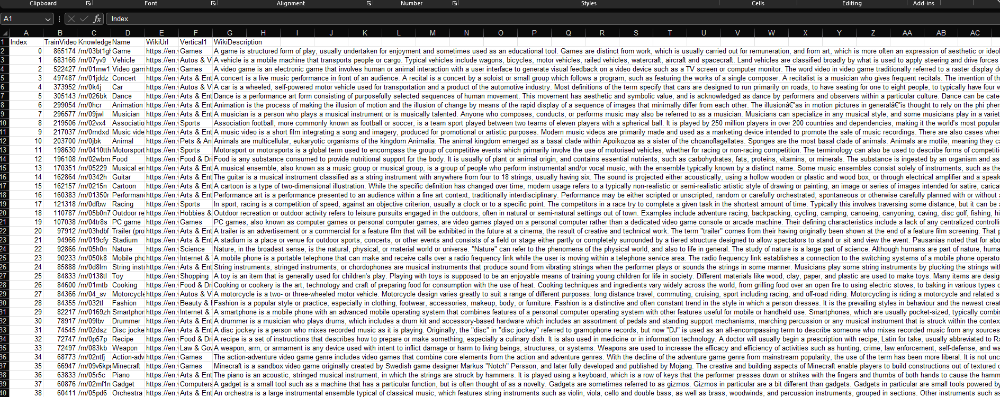 Clipboard Font Alignment Number Styles Cells Editing Add-ins
A1 fx Index
A B C D E F G H I J K L M N O P Q R S T U V W X Y Z AA AB AC
1 Index TrainVideo Knowledge Name WikiUrl Vertical1 WikiDescription
2 0 865174 /m/03bt1gl Game https://en. Games A game is structured form of play, usually undertaken for enjoyment and sometimes used as an educational tool. Games are distinct from work, which is usually carried out for remuneration, and from art, which is more often an expression of aesthetic or ideol
3 1 683166 /m/07yv9 Vehicle https://en. Autos & V A vehicle is a mobile machine that transports people or cargo. Typical vehicles include wagons, bicycles, motor vehicles, railed vehicles, watercraft, aircraft and spacecraft. Land vehicles are classified broadly by what is used to apply steering and drive forces
4 2 522427 /m/01mw1 Video gam https://en. Games A video game is an electronic game that involves human or animal interaction with a user interface to generate visual feedback on a video device such as a TV screen or computer monitor. The word video in video game traditionally referred to a raster display de
5 3 497487 /m/01jddz Concert https://en. Arts & Ent A concert is a live music performance in front of an audience. A recital is a concert by a soloist or small group which follows a program, such as featuring the works of a single composer. A recitalist is a musician who gives frequent recitals. The invention of th
6 4 373952 /m/0k4j Car https://en. Autos & V A car is a wheeled, self-powered motor vehicle used for transportation and a product of the automotive industry. Most definitions of the term specify that cars are designed to run primarily on roads, to have seating for one to eight people, to typically have four w
7 5 305143 /m/026bk Dance https://en. Arts & Ent Dance is a performance art form consisting of purposefully selected sequences of human movement. This movement has aesthetic and symbolic value, and is acknowledged as dance by performers and observers within a particular culture. Dance can be cate
8 6 299054 /m/0hcr Animation https://en. Arts & Ent Animation is the process of making the illusion of motion and the illusion of change by means of the rapid display of a sequence of images that minimally differ from each other. The illusionâ€”as in motion pictures in generalâ€”is thought to rely on the phi phen
9 7 296577 /m/09jwl Musician https://en. Arts & Ent A musician is a person who plays a musical instrument or is musically talented. Anyone who composes, conducts, or performs music may also be referred to as a musician. Musicians can specialize in any musical style, and some musicians play in a variet
10 8 219506 /m/02vx4 Associatio https://en. Sports Association football, more commonly known as football or soccer, is a team sport played between two teams of eleven players with a spherical ball. It is played by 250 million players in over 200 countries and dependencies, making it the world's most popular
11 9 217037 /m/0mdxd Music vide https://en. Arts & Ent A music video is a short film integrating a song and imagery, produced for promotional or artistic purposes. Modern music videos are primarily made and used as a marketing device intended to promote the sale of music recordings. There are also cases where
12 10 203700 /m/0jbk Animal https://en. Pets & An Animals are multicellular, eukaryotic organisms of the kingdom Animalia. The animal kingdom emerged as a basal clade within Apoikozoa as a sister of the choanoflagellates. Sponges are the most basal clade of animals. Animals are motile, meaning they ca
13 11 198630 /m/0410tth Motorsport https://en. Sports Motorsport or motorsports is a global term used to encompass the group of competitive events which primarily involve the use of motorised vehicles, whether for racing or non-racing competition. The terminology can also be used to describe forms of competiti
14 12 196108 /m/02wbm Food https://en. Food & Dri Food is any substance consumed to provide nutritional support for the body. It is usually of plant or animal origin, and contains essential nutrients, such as carbohydrates, fats, proteins, vitamins, or minerals. The substance is ingested by an organism and as
15 13 170351 /m/05229 Musical en https://en. Arts & Ent A musical ensemble, also known as a music group or musical group, is a group of people who perform instrumental and/or vocal music, with the ensemble typically known by a distinct name. Some music ensembles consist solely of instruments, such as the
16 14 162864 /m/0342h Guitar https://en. Arts & Ent The guitar is a musical instrument classified as a string instrument with anywhere from four to 18 strings, usually having six. The sound is projected either acoustically, using a hollow wooden or plastic and wood box, or through electrical amplifier and a speak
17 15 162157 /m/0215n Cartoon https://en. Arts & Ent A cartoon is a type of two-dimensional illustration. While the specific definition has changed over time, modern usage refers to a typically non-realistic or semi-realistic artistic style of drawing or painting, an image or series of images intended for satire, carica
18 16 160383 /m/01350r Performan https://en. Arts & Ent Performance art is a performance presented to an audience within a fine art context, traditionally interdisciplinary. Performance may be either scripted or unscripted, random or carefully orchestrated; spontaneous or otherwise carefully planned with or without a
19 17 121318 /m/0dfbw Racing https://en. Sports In sport, racing is a competition of speed, against an objective criterion, usually a clock or to a specific point. The competitors in a race try to complete a given task in the shortest amount of time. Typically this involves traversing some distance, but it can be a
20 18 110787 /m/05b0n7 Outdoor re https://en. Hobbies & Outdoor recreation or outdoor activity refers to leisure pursuits engaged in the outdoors, often in natural or semi-natural settings out of town. Examples include adventure racing, backpacking, cycling, camping, canoeing, canyoning, caving, disc golf, fishing, hi
21 19 107038 /m/04tr8s PC game https://en. Games PC games, also known as computer games or personal computer games, are video games played on a personal computer rather than a dedicated video game console or arcade machine. Their defining characteristics include a lack of any centralized controlli
22 20 97912 /m/03hdbf Trailer (pro https://en. Arts & Ent A trailer is an advertisement or a commercial for a feature film that will be exhibited in the future at a cinema, the result of creative and technical work. The term "trailer" comes from their having originally been shown at the end of a feature film screening. That p
23 21 94966 /m/019cfy Stadium https://en. Arts & Ent A stadium is a place or venue for outdoor sports, concerts, or other events and consists of a field or stage either partly or completely surrounded by a tiered structure designed to allow spectators to stand or sit and view the event. Pausanias noted that for abo
24 22 92866 /m/05h0n Nature https://en. Science Nature, in the broadest sense, is the natural, physical, or material world or universe. "Nature" can refer to the phenomena of the physical world, and also to life in general. The study of nature is a large part of science. Although humans are part of nature, huma
25 23 90233 /m/050k8 Mobile pho https://en. Internet & A mobile phone is a portable telephone that can make and receive calls over a radio frequency link while the user is moving within a telephone service area. The radio frequency link establishes a connection to the switching systems of a mobile phone operato
26 24 85888 /m/0d8lm String inst https://en. Arts & Ent String instruments, stringed instruments, or chordophones are musical instruments that produce sound from vibrating strings when the performer plays or sounds the strings in some manner. Musicians play some string instruments by plucking the strings wit
27 25 84833 /m/0138tl Toy https://en. Shopping A toy is an item that is generally used for children's play. Playing with toys is supposed to be an enjoyable means of training young children for life in society. Different materials like wood, clay, paper, and plastic are used to make toys. Many items are desig
28 26 84600 /m/01mtb Cooking https://en. Food & Dri Cooking or cookery is the art, technology and craft of preparing food for consumption with the use of heat. Cooking techniques and ingredients vary widely across the world, from grilling food over an open fire to using electric stoves, to baking in various types o
29 27 84366 /m/04_sv Motorcycle https://en. Autos & V A motorcycle is a two- or three-wheeled motor vehicle. Motorcycle design varies greatly to suit a range of different purposes: long distance travel, commuting, cruising, sport including racing, and off-road riding. Motorcycling is riding a motorcycle and related s
30 28 84355 /m/032tl Fashion https://en. Beauty & F Fashion is a popular style or practice, especially in clothing, footwear, accessories, makeup, body, or furniture. Fashion is a distinctive and often constant trend in the style in which a person dresses. It is the prevailing styles in behaviour and the newest creat
31 29 82217 /m/0169zh Smartphon https://en. Internet & A smartphone is a mobile phone with an advanced mobile operating system that combines features of a personal computer operating system with other features useful for mobile or handheld use. Smartphones, which are usually pocket-sized, typically combin
32 30 78917 /m/09lbv Drummer https://en. Arts & Ent A drummer is a musician who plays drums, which includes a drum kit and accessory-based hardware which includes an assortment of pedals and standing support mechanisms, marching percussion or any musical instrument that is struck within the contex
33 31 74545 /m/02dsz Disc jocke https://en. Arts & Ent A disc jockey is a person who mixes recorded music as it is playing. Originally, the "disc" in "disc jockey" referred to gramophone records, but now "DJ" is used as an all-encompassing term to describe someone who mixes recorded music from any sources
34 32 72747 /m/0p57p Recipe https://en. Food & Dri A recipe is a set of instructions that describes how to prepare or make something, especially a culinary dish. It is also used in medicine or in information technology. A doctor will usually begin a prescription with recipe, Latin for take, usually abbreviated to Rx
35 33 72497 /m/083kb Weapon https://en. Law & Gov A weapon, arm, or armament is any device used with intent to inflict damage or harm to living beings, structures, or systems. Weapons are used to increase the efficacy and efficiency of activities such as hunting, crime, law enforcement, self-defense, and wa
36 34 68773 /m/02ntfj Action-adv https://en. Games The action-adventure video game genre includes video games that combine core elements from the action and adventure genres. With the decline of the adventure game genre from mainstream popularity, the use of the term has been more liberal. It is not unc
37 35 66947 /m/09v6kp Minecraft https://en. Games Minecraft is a sandbox video game originally created by Swedish game designer Markus "Notch" Persson, and later fully developed and published by Mojang. The creative and building aspects of Minecraft enable players to build constructions out of textured c
38 36 63833 /m/05r5c Piano https://en. Arts & Ent The piano is an acoustic, stringed musical instrument, in which the strings are struck by hammers. It is played using a keyboard, which is a row of keys that the performer presses down or strikes with the fingers and thumbs of both hands to cause the hamm
39 37 60876 /m/02mf1n Gadget https://en. Computers A gadget is a small tool such as a machine that has a particular function, but is often thought of as a novelty. Gadgets are sometimes referred to as gizmos. Gizmos in particular are a bit different than gadgets. Gadgets in particular are small tools powered by
40 38 60411 /m/05pd6 Orchestra https://en. Arts & Ent An orchestra is a large instrumental ensemble typical of classical music, which features string instruments such as violin, viola, cello and double bass, as well as brass, woodwinds, and percussion instruments, grouped in sections. Other instruments such as